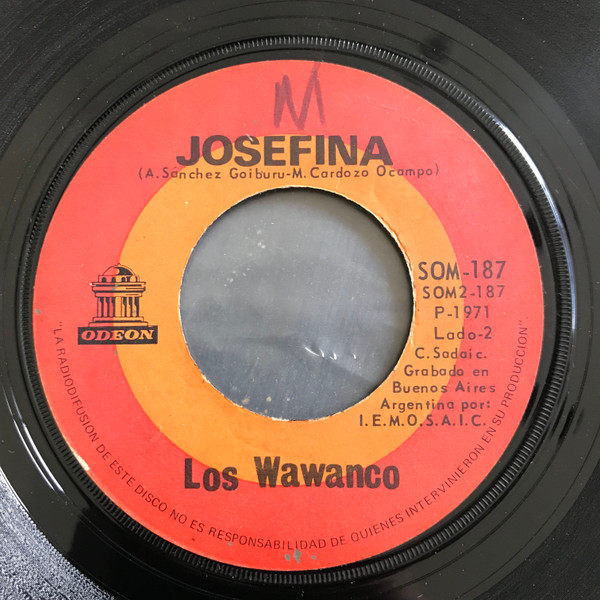 M
JOSEFINA
(A. Sánchez Goiburu-M. Cardozo Ocampo)
SOM-187
SOM2-187
P-1971
Lado-2
C. Sadaic.
Grabado en
Buenos Aires
Argentina por:
I.E.M.O.S.A.I.C.
ODEON
Los Wawanco
"LA RADIODIFUSION DE ESTE DISCO NO ES RESPONSABILIDAD DE QUIENES INTERVINIERON EN SU PRODUCCION"